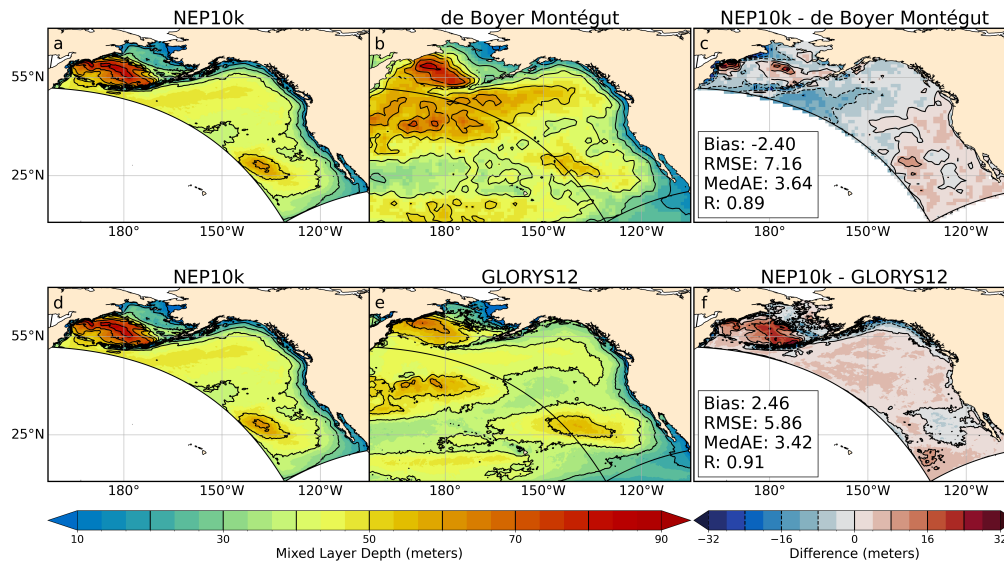 NEP10k de Boyer Montégut NEP10k - de Boyer Montégut
a b c
55°N
25°N
Bias: -2.40
RMSE: 7.16
MedAE: 3.64
R: 0.89
180° 150°W 120°W 180° 150°W 120°W 180° 150°W 120°W
NEP10k GLORYS12 NEP10k - GLORYS12
d e f
55°N
25°N
Bias: 2.46
RMSE: 5.86
MedAE: 3.42
R: 0.91
180° 150°W 120°W 180° 150°W 120°W 180° 150°W 120°W
10 30 50 70 90 −32 −16 0 16 32
Mixed Layer Depth (meters) Difference (meters)